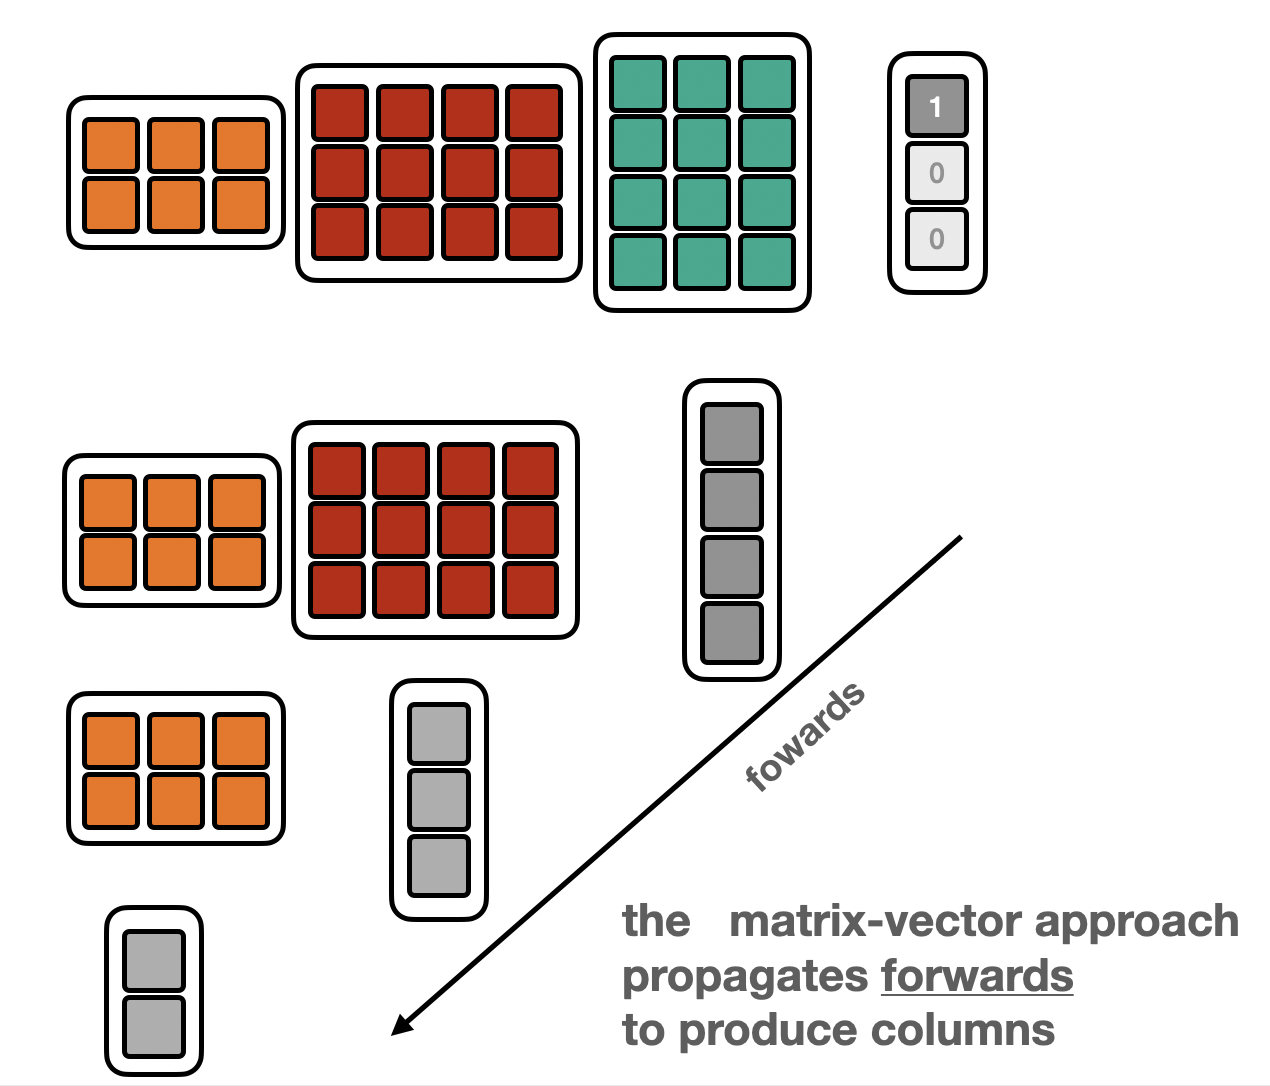 1
0
0
fowards
the matrix-vector approach
propagates forwards
to produce columns